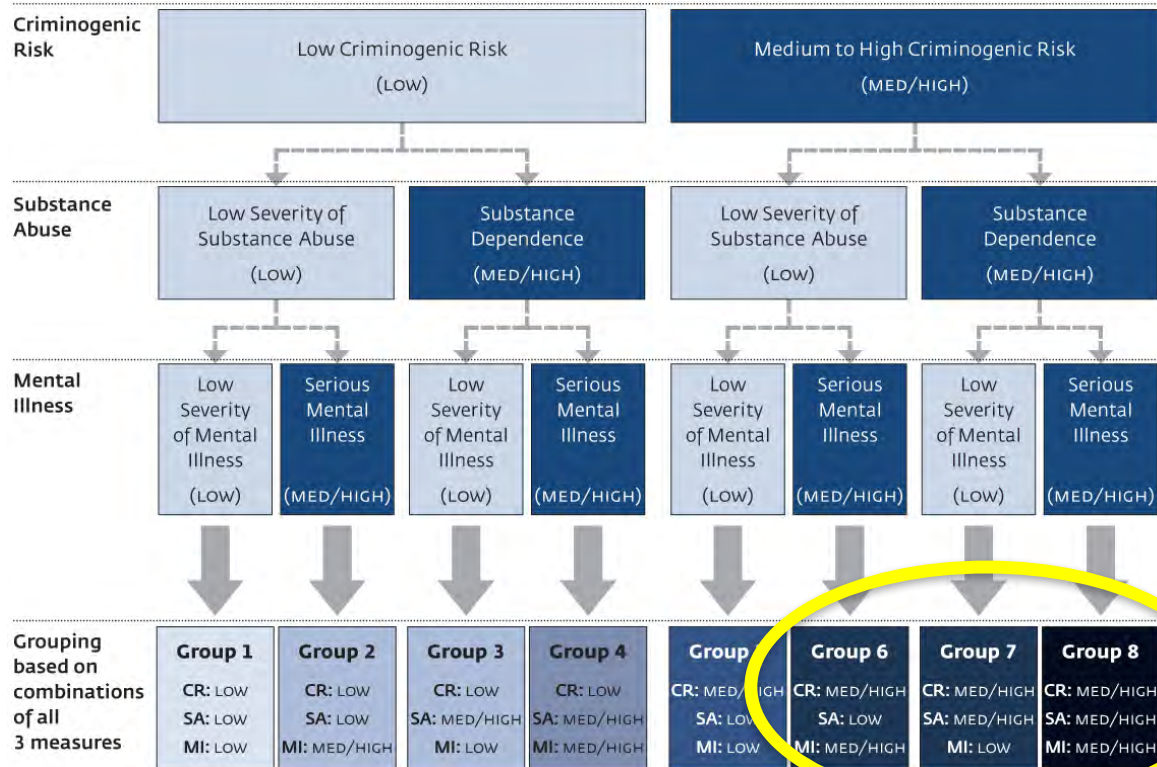 Criminogenic
Risk
Low Criminogenic Risk
(LOW)
Medium to High Criminogenic Risk
(MED/HIGH)
Substance
Abuse
Low Severity of
Substance Abuse
(LOW)
Substance
Dependence
(MED/HIGH)
Low Severity of
Substance Abuse
(LOW)
Substance
Dependence
(MED/HIGH)
Mental
Illness
Low
Severity
of Mental
Illness
(LOW)
Serious
Mental
Illness
(MED/HIGH)
Low
Severity
of Mental
Illness
(LOW)
Serious
Mental
Illness
(MED/HIGH)
Low
Severity
of Mental
Illness
(LOW)
Serious
Mental
Illness
(MED/HIGH)
Low
Severity
of Mental
Illness
(LOW)
Serious
Mental
Illness
(MED/HIGH)
Grouping
based on
combinations
of all
3 measures
Group 1
CR: LOW
SA: LOW
MI: LOW
Group 2
CR: LOW
SA: LOW
MI: MED/HIGH
Group 3
CR: LOW
SA: MED/HIGH
MI: LOW
Group 4
CR: LOW
SA: MED/HIGH
MI: MED/HIGH
Group
CR: MED/HIGH
SA: LOW
MI: LOW
Group 6
CR: MED/HIGH
SA: LOW
MI: MED/HIGH
Group 7
CR: MED/HIGH
SA: MED/HIGH
MI: LOW
Group 8
CR: MED/HIGH
SA: MED/HIGH
MI: MED/HIGH